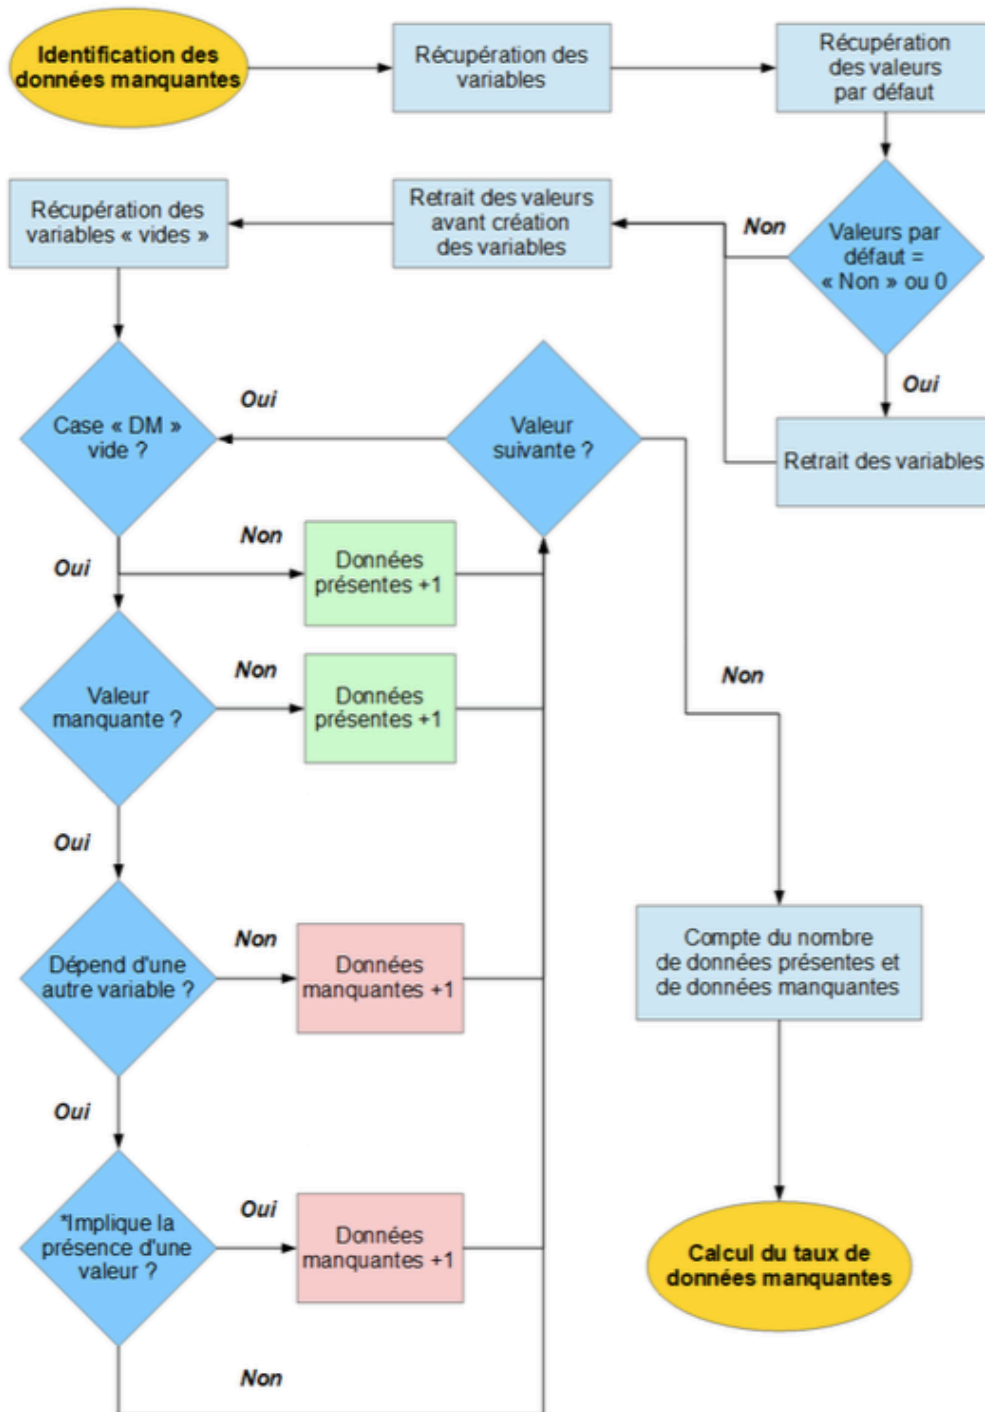 Identification des
données manquantes
Récupération des
variables
Récupération
des valeurs
par défaut
Récupération des
variables « vides »
Retrait des valeurs
avant création
des variables
Non
Valeurs par
défaut =
« Non » ou 0
Oui
Retrait des variables
Case « DM »
vide ?
Oui
Valeur
suivante ?
Non
Oui
Données
présentes +1
Valeur
manquante ?
Non
Données
présentes +1
Non
Oui
Dépend d'une
autre variable ?
Non
Données
manquantes +1
Compte du nombre
de données présentes et
de données manquantes
Oui
*Implique la
présence d'une
valeur ?
Oui
Données
manquantes +1
Calcul du taux de
données manquantes
Non